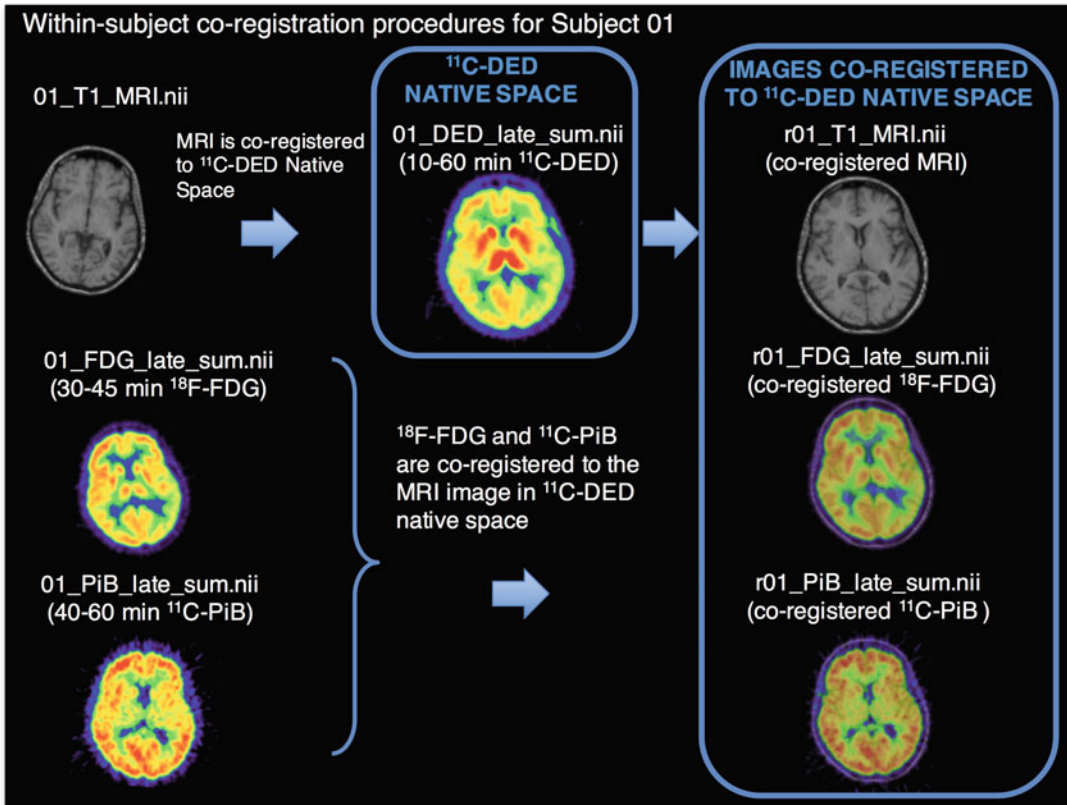 Within-subject co-registration procedures for Subject 01
01_T1_MRI.nii
MRI is co-registered
to ¹¹C-DED Native
Space
¹¹C-DED
NATIVE SPACE
01_DED_late_sum.nii
(10-60 min ¹¹C-DED)
IMAGES CO-REGISTERED
TO ¹¹C-DED NATIVE SPACE
r01_T1_MRI.nii
(co-registered MRI)
01_FDG_late_sum.nii
(30-45 min ¹⁸F-FDG)
¹⁸F-FDG and ¹¹C-PiB
are co-registered to the
MRI image in ¹¹C-DED
native space
r01_FDG_late_sum.nii
(co-registered ¹⁸F-FDG)
01_PiB_late_sum.nii
(40-60 min ¹¹C-PiB)
r01_PiB_late_sum.nii
(co-registered ¹¹C-PiB )